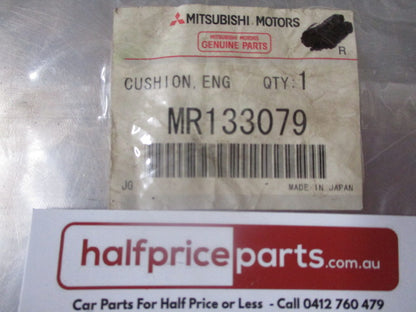 MITSUBISHI MOTORS
MITSUBISHI MOTORS
GENUINE PARTS
R
CUSHION, ENG QTY:1
MR133079
JG MADE IN JAPAN
halfpriceparts.com.au
Car Parts For Half Price or Less - Call 0412 760 479